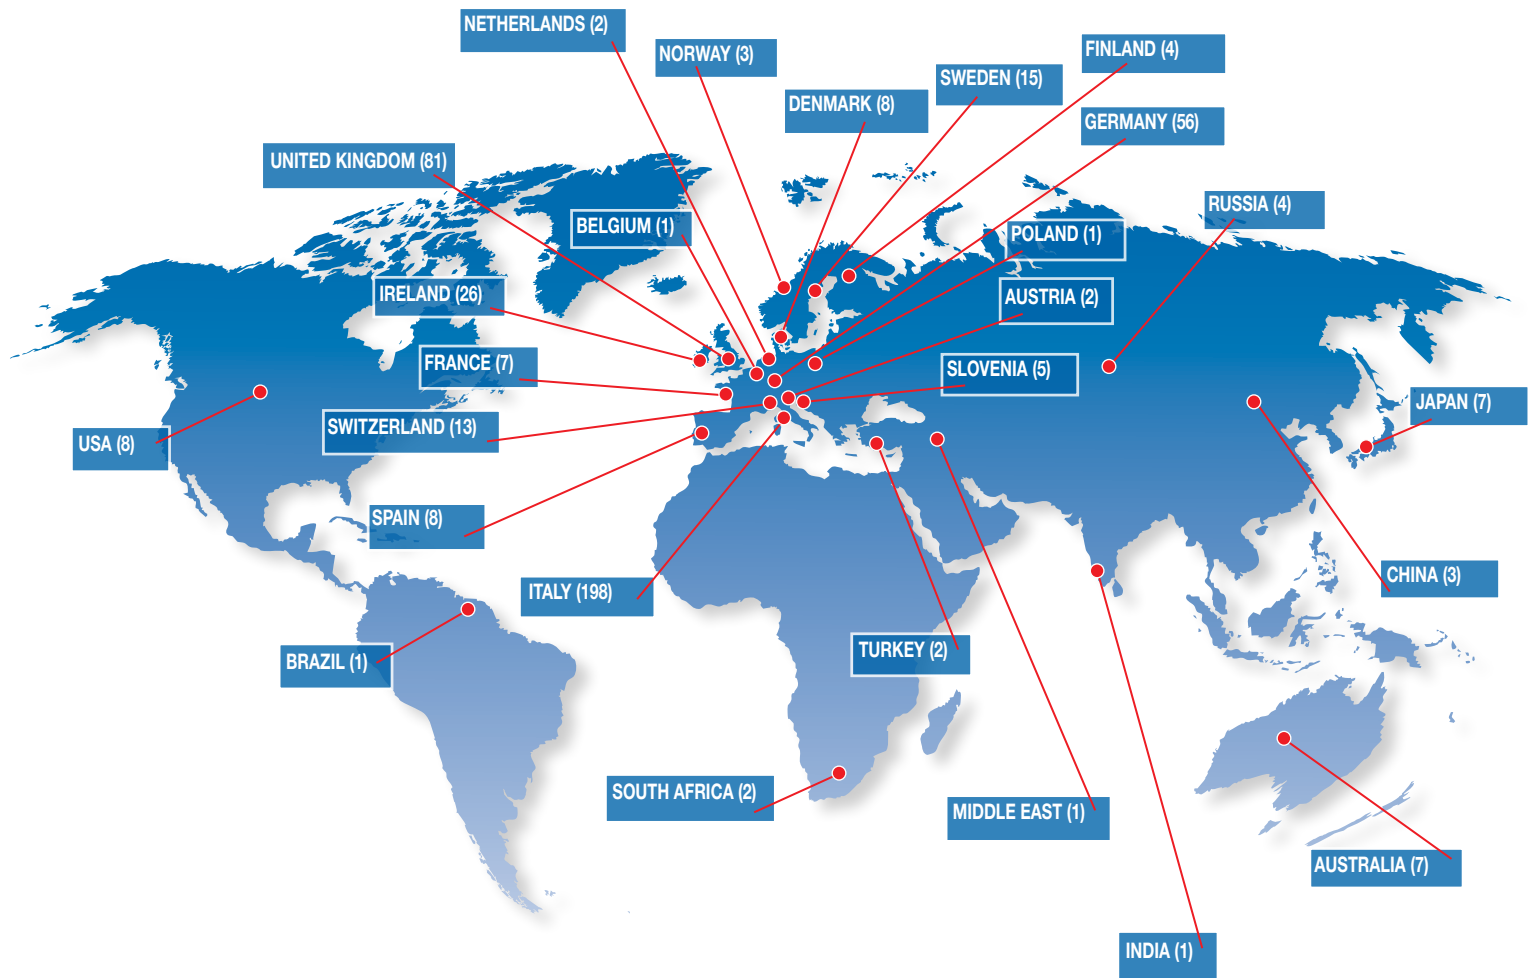 NETHERLANDS (2)
NORWAY (3)
FINLAND (4)
SWEDEN (15)
DENMARK (8)
GERMANY (56)
UNITED KINGDOM (81)
RUSSIA (4)
BELGIUM (1)
POLAND (1)
IRELAND (26)
AUSTRIA (2)
FRANCE (7)
SLOVENIA (5)
JAPAN (7)
SWITZERLAND (13)
USA (8)
SPAIN (8)
CHINA (3)
ITALY (198)
TURKEY (2)
BRAZIL (1)
SOUTH AFRICA (2)
MIDDLE EAST (1)
AUSTRALIA (7)
INDIA (1)